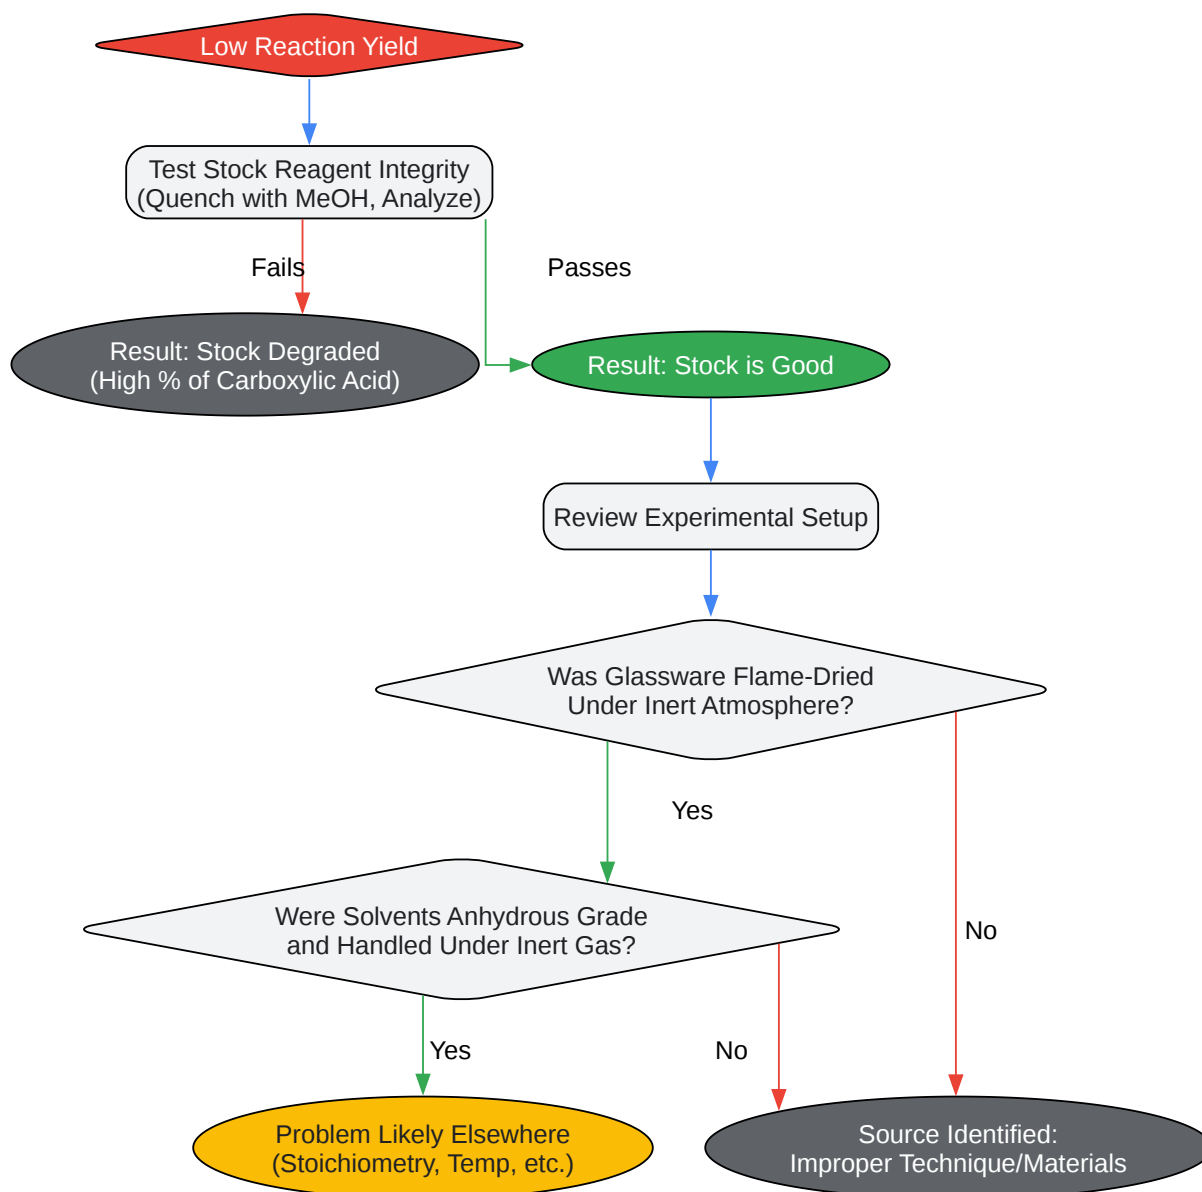 Low Reaction Yield
Test Stock Reagent Integrity
(Quench with MeOH, Analyze)
Fails
Passes
Result: Stock Degraded
(High % of Carboxylic Acid)
Result: Stock is Good
Review Experimental Setup
Was Glassware Flame-Dried
Under Inert Atmosphere?
Yes
Were Solvents Anhydrous Grade
and Handled Under Inert Gas?
No
Yes
No
Problem Likely Elsewhere
(Stoichiometry, Temp, etc.)
Source Identified:
Improper Technique/Materials